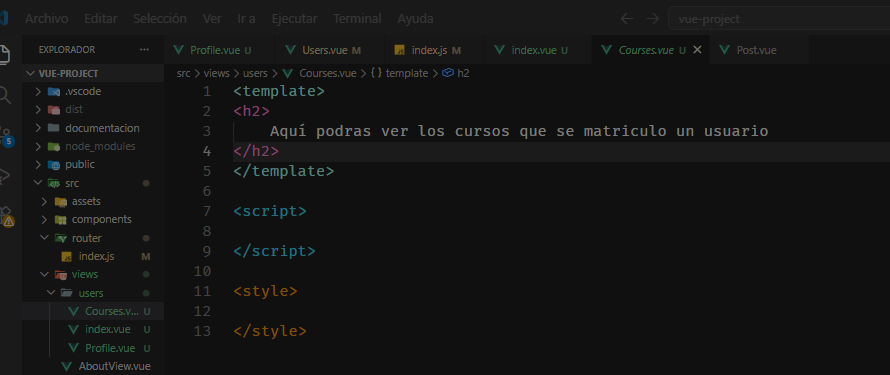 Archivo Editar Selección Ver Ir a Ejecutar Terminal Ayuda vue-project
EXPLORADOR ···
Profile.vue U Users.vue U index.js M index.vue U Courses.vue U Post.vue
VUE-PROJECT
src > views > users > Courses.vue > {} template > h2
.vscode
dist
documentacion
node_modules
public
src
assets
components
router
index.js M
views
users
Courses.v... U
index.vue U
Profile.vue U
AboutView.vue
5
1 <template>
2 <h2>
3 Aquí podras ver los cursos que se matriculo un usuario
4 </h2>
5 </template>
6
7 <script>
8
9 </script>
10
11 <style>
12
13 </style>